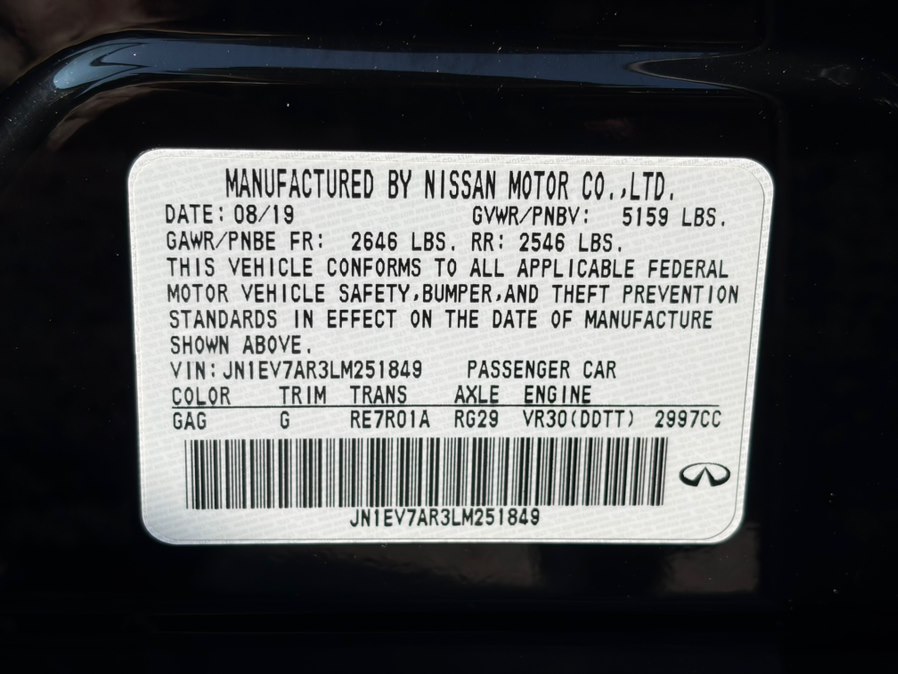 MANUFACTURED BY NISSAN MOTOR CO.,LTD.
DATE: 08/19 GVWR/PNBV: 5159 LBS.
GAWR/PNBE FR: 2646 LBS. RR: 2546 LBS.
THIS VEHICLE CONFORMS TO ALL APPLICABLE FEDERAL
MOTOR VEHICLE SAFETY,BUMPER,AND THEFT PREVENTION
STANDARDS IN EFFECT ON THE DATE OF MANUFACTURE
SHOWN ABOVE.
VIN: JN1EV7AR3LM251849 PASSENGER CAR
COLOR TRIM TRANS AXLE ENGINE
GAG G RE7R01A RG29 VR30(DDTT) 2997CC
JN1EV7AR3LM251849